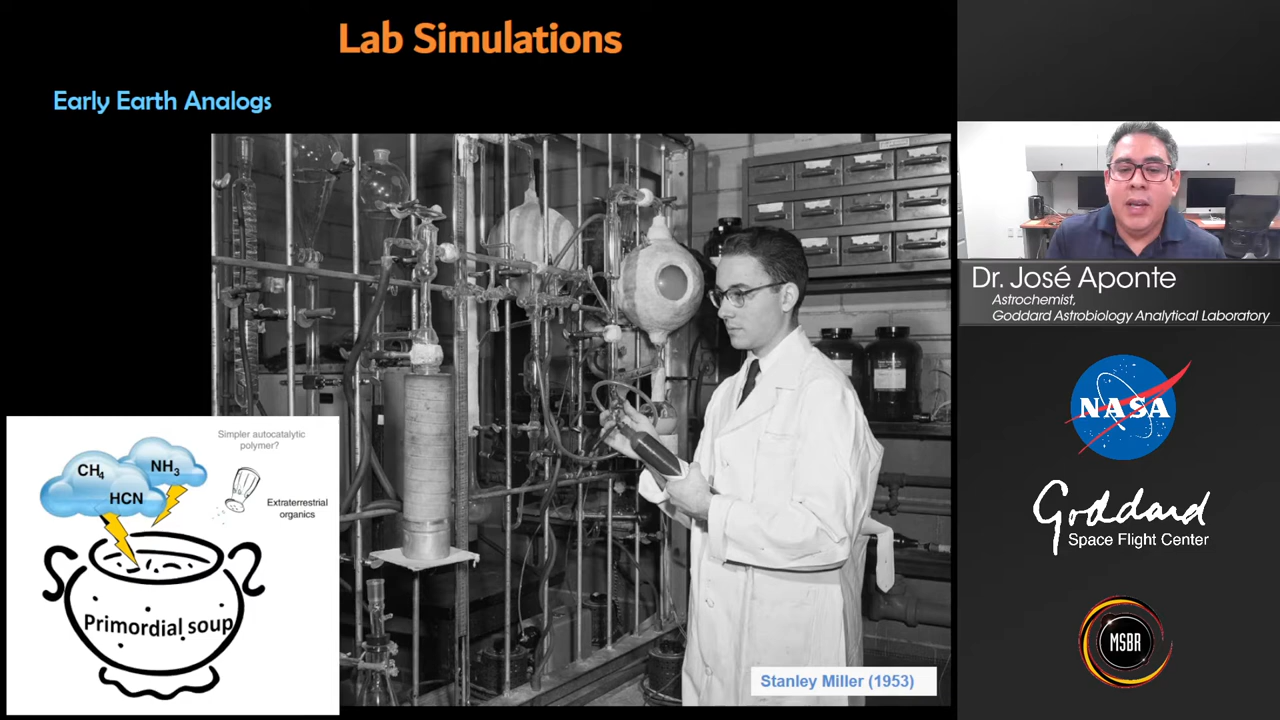 Lab Simulations
Early Earth Analogs
Simpler autocatalytic
polymer?
CH4
NH3
HCN
Extraterrestrial
organics
Primordial soup
Stanley Miller (1953)
Dr. José Aponte
Astrochemist,
Goddard Astrobiology Analytical Laboratory
NASA
Goddard
Space Flight Center
MSBR